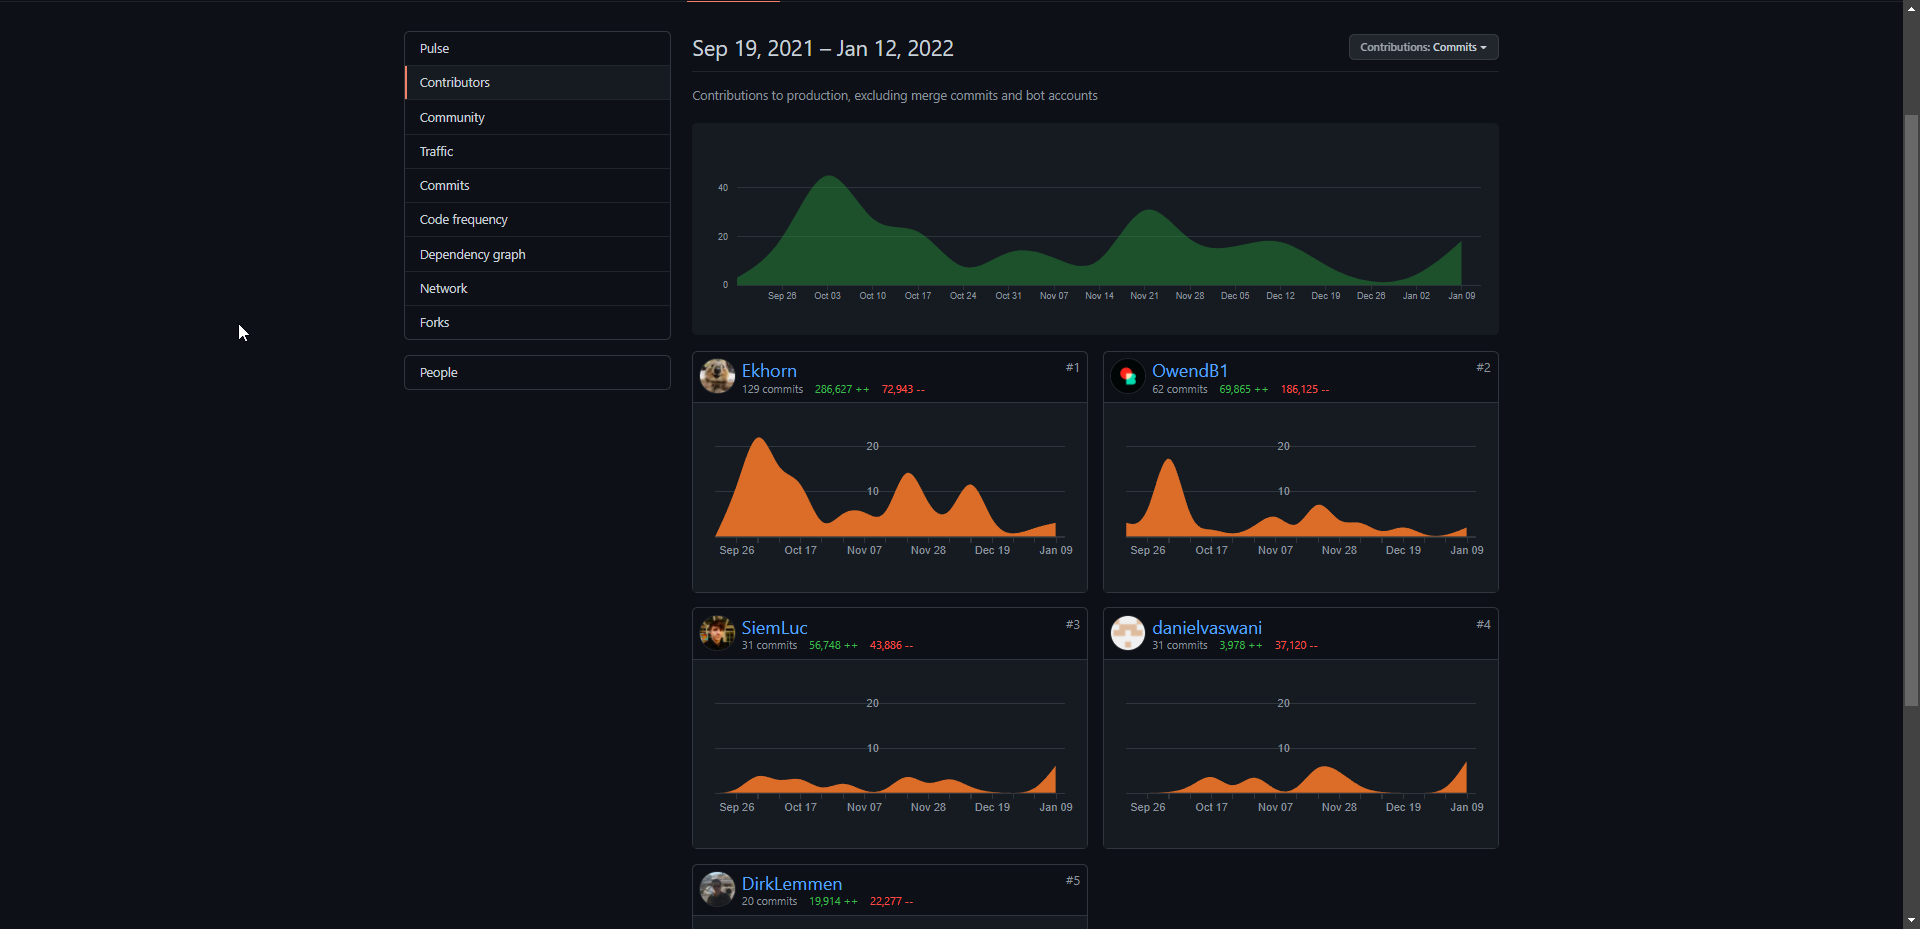 Pulse
Contributors
Community
Traffic
Commits
Code frequency
Dependency graph
Network
Forks
People
Sep 19, 2021 – Jan 12, 2022
Contributions: Commits
Contributions to production, excluding merge commits and bot accounts
40
20
0
Sep 26 Oct 03 Oct 10 Oct 17 Oct 24 Oct 31 Nov 07 Nov 14 Nov 21 Nov 28 Dec 05 Dec 12 Dec 19 Dec 26 Jan 02 Jan 09
Ekhorn #1
129 commits 286,627 ++ 72,943 --
20
10
Sep 26 Oct 17 Nov 07 Nov 28 Dec 19 Jan 09
OwendB1 #2
62 commits 69,865 ++ 186,125 --
20
10
Sep 26 Oct 17 Nov 07 Nov 28 Dec 19 Jan 09
SiemLuc #3
31 commits 56,748 ++ 43,886 --
20
10
Sep 26 Oct 17 Nov 07 Nov 28 Dec 19 Jan 09
danielvaswani #4
31 commits 3,978 ++ 37,120 --
20
10
Sep 26 Oct 17 Nov 07 Nov 28 Dec 19 Jan 09
DirkLemmen #5
20 commits 19,914 ++ 22,277 --